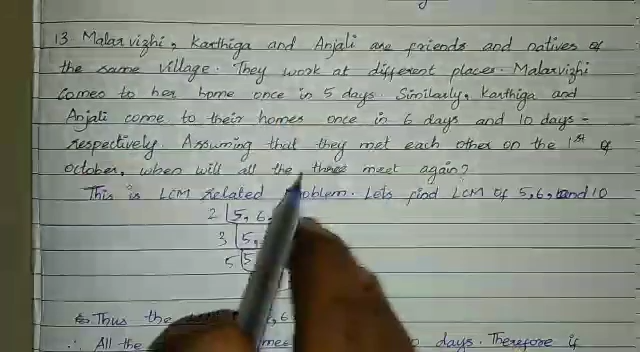 13 Malarvizhi, Karthiga and Anjali are friends and natives of
the same village. They work at different places. Malarvizhi
comes to her home once in 5 days. Similarly, Karthiga and
Anjali come to their homes once in 6 days and 10 days -
respectively. Assuming that they met each other on the 1st of
october, when will all the three meet again?
This is LCM related problem. Lets find LCM of 5, 6, and 10
2 5, 6,
3 5,
5 5
Thus the 6
∴ All the days. Therefore if